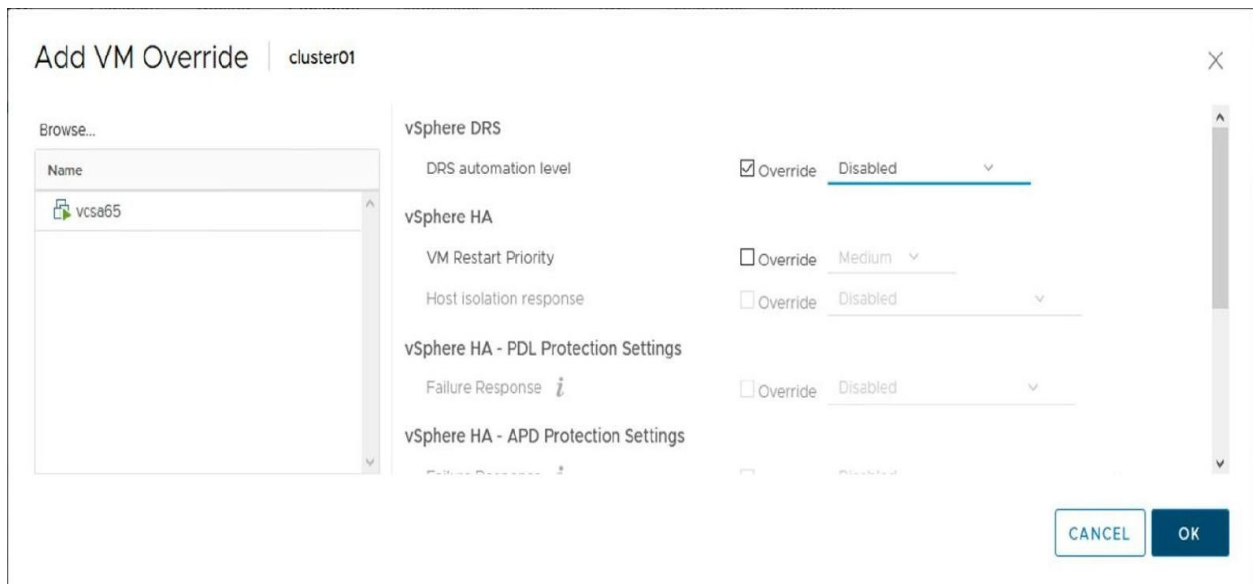 Add VM Override cluster01
Browse...
Name
vcsa65
vSphere DRS
DRS automation level Override Disabled
vSphere HA
VM Restart Priority Override Medium
Host isolation response Override Disabled
vSphere HA - PDL Protection Settings
Failure Response i Override Disabled
vSphere HA - APD Protection Settings
CANCEL OK